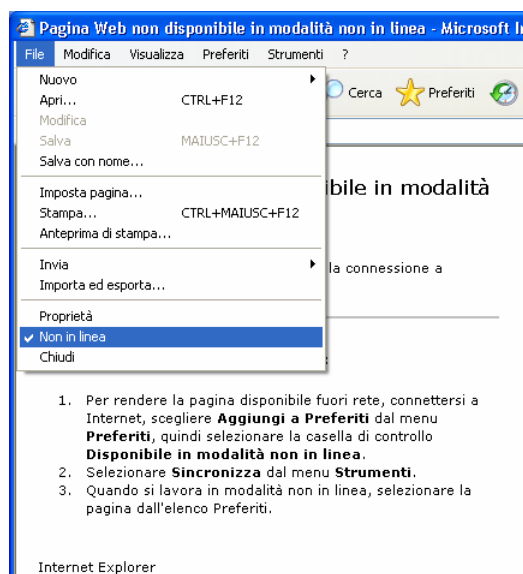 Pagina Web non disponibile in modalità non in linea - Microsoft
File Modifica Visualizza Preferiti Strumenti ?
Cerca Preferiti
Nuovo
Apri... CTRL+F12
Modifica
Salva MAIUSC+F12
Salva con nome...
Imposta pagina...
Stampa... CTRL+MAIUSC+F12
Anteprima di stampa...
Invia
Importa ed esporta...
Proprietà
Non in linea
Chiudi
bile in modalità
la connessione a
:
1. Per rendere la pagina disponibile fuori rete, connettersi a
Internet, scegliere Aggiungi a Preferiti dal menu
Preferiti, quindi selezionare la casella di controllo
Disponibile in modalità non in linea.
2. Selezionare Sincronizza dal menu Strumenti.
3. Quando si lavora in modalità non in linea, selezionare la
pagina dall'elenco Preferiti.
Internet Explorer